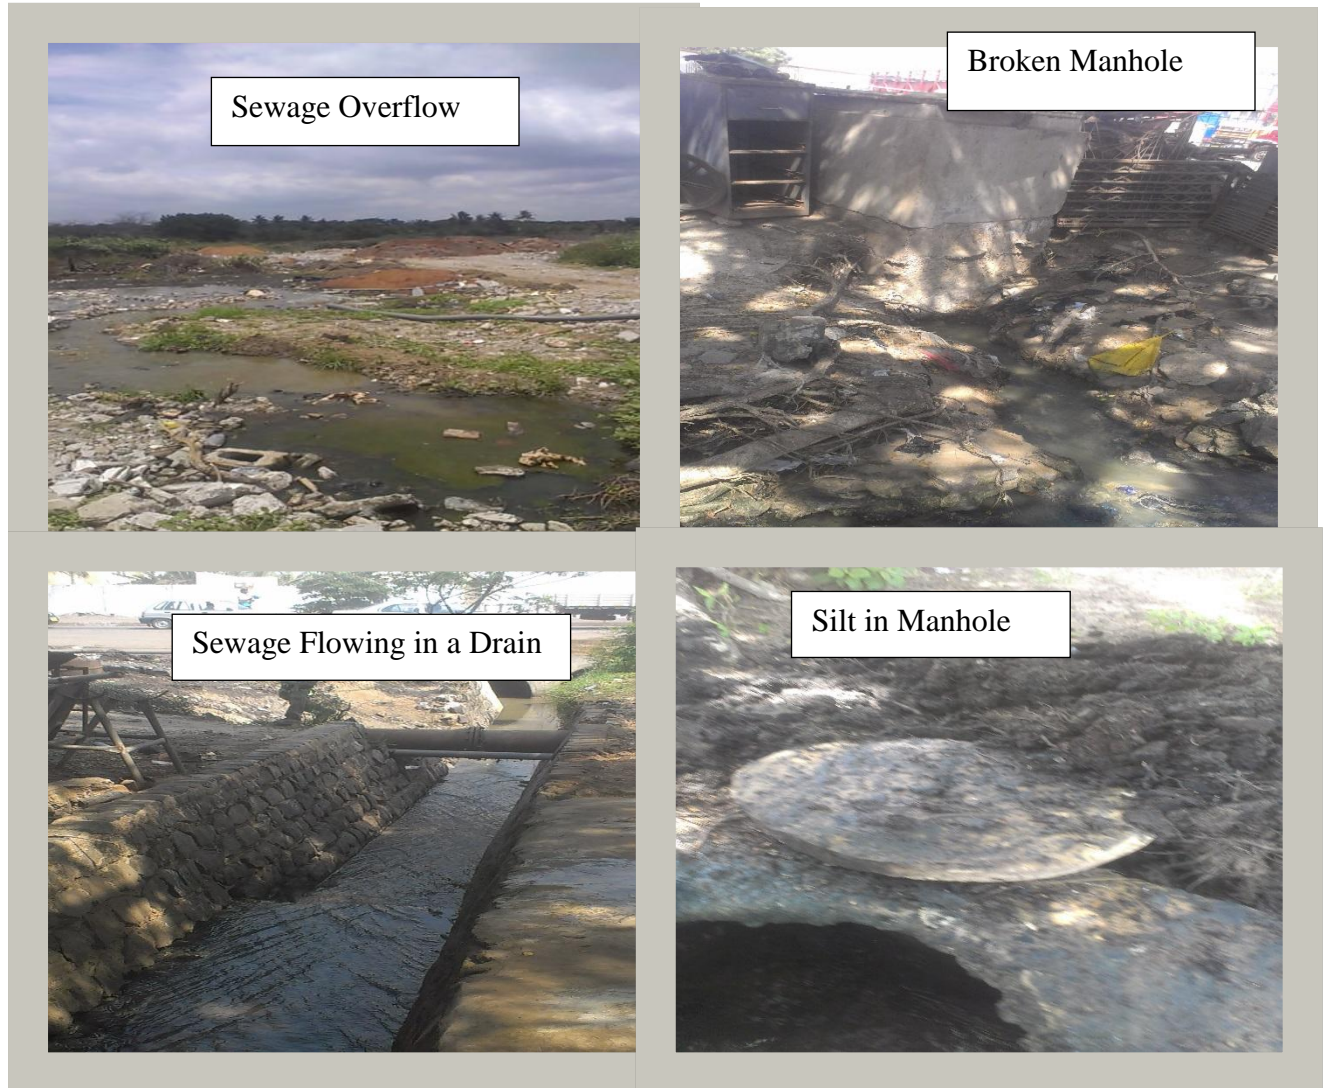 Sewage Overflow
Broken Manhole
Sewage Flowing in a Drain
Silt in Manhole